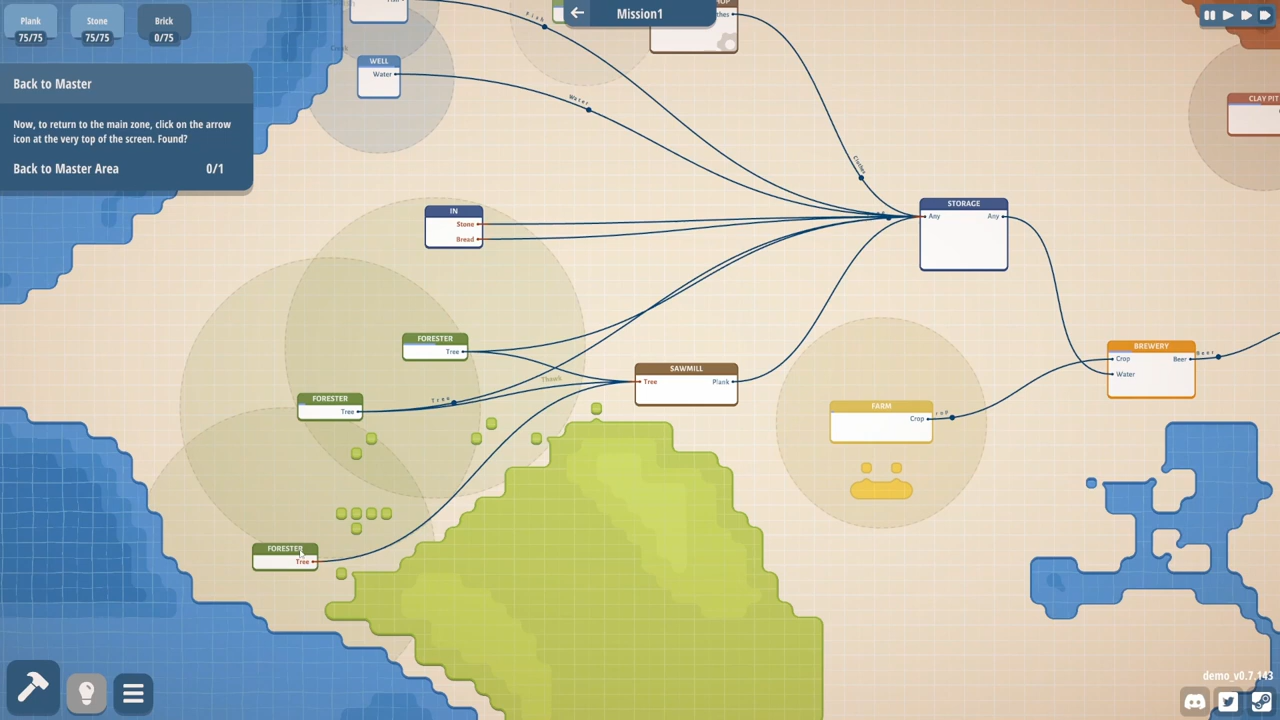 Plank
75/75
Stone
75/75
Brick
0/75
Mission1
Back to Master
Now, to return to the main zone, click on the arrow
icon at the very top of the screen. Found?
Back to Master Area 0/1
Fish
WELL
Water
Water
Clothes
CLAY PIT
IN
Stone
Bread
STORAGE
Any Any
FORESTER
Tree
FORESTER
Tree
Tree
SAWMILL
Tree Plank
FARM
Crop
BREWERY
Crop Beer
Water
Beer
FORESTER
Tree
demo_v0.7.143